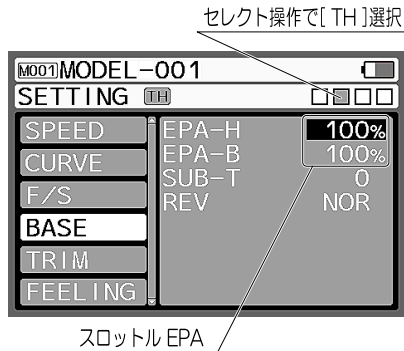 セレクト操作で[ TH ]選択
M001 MODEL-001
SETTING TH
SPEED
CURVE
F/S
BASE
TRIM
FEELING
EPA-H 100%
EPA-B 100%
SUB-T 0
REV NOR
スロットル EPA